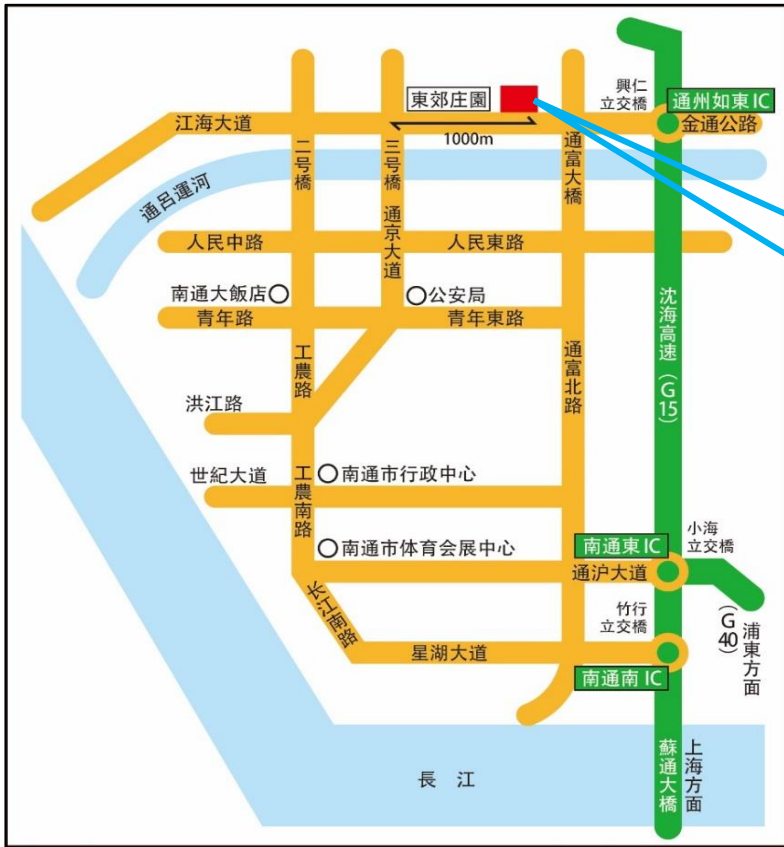 興仁
立交橋
通州如東IC
東郊庄園
江海大道
金通公路
1000m
二号橋
三号橋
通富大橋
通呂運河
通京大道
人民中路
人民東路
南通大飯店
公安局
青年路
青年東路
沈海高速（G15）
工農路
通富北路
洪江路
世紀大道
南通市行政中心
工農南路
小海
立交橋
南通東IC
南通市体育会展中心
通沪大道
长江南路
竹行
立交橋
（G40）
浦東方面
星湖大道
南通南IC
長 江
蘇通大橋
上海方面